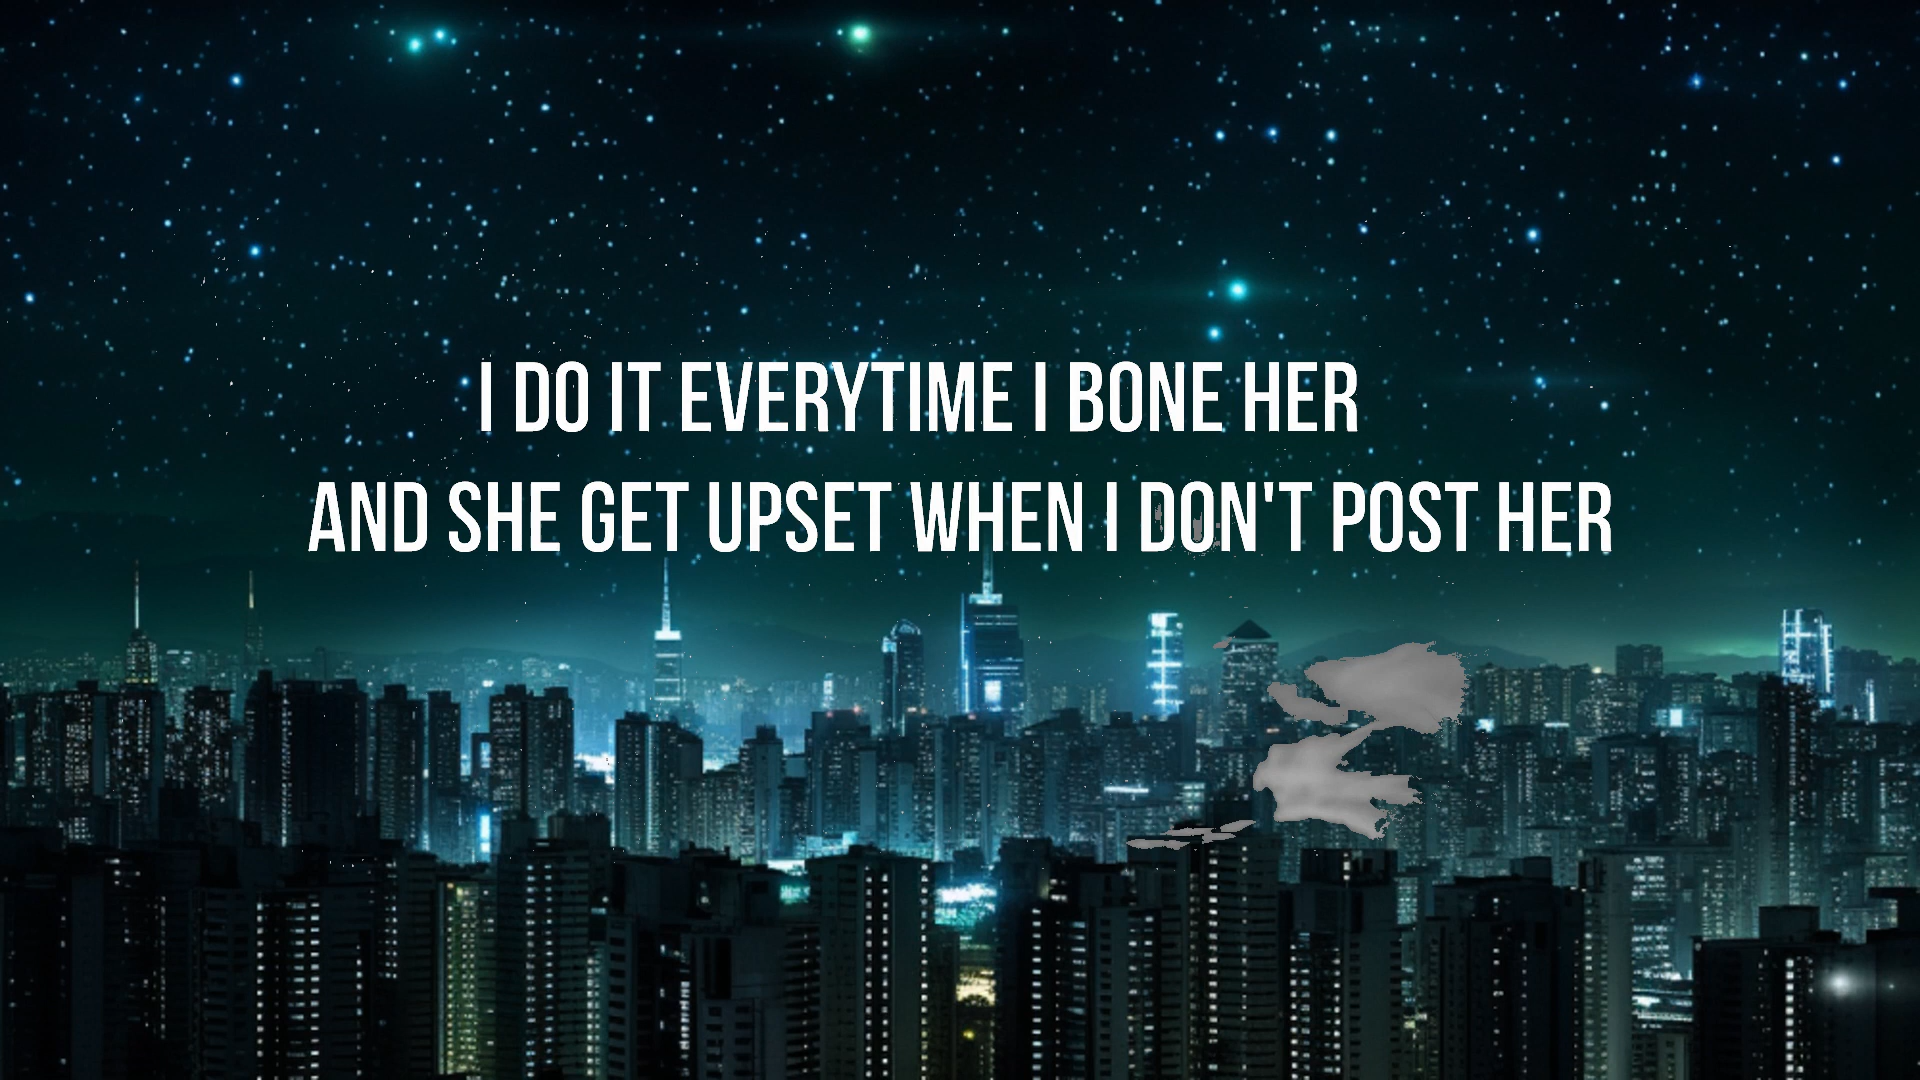 I DO IT EVERYTIME I BONE HER
AND SHE GET UPSET WHEN I DON'T POST HER